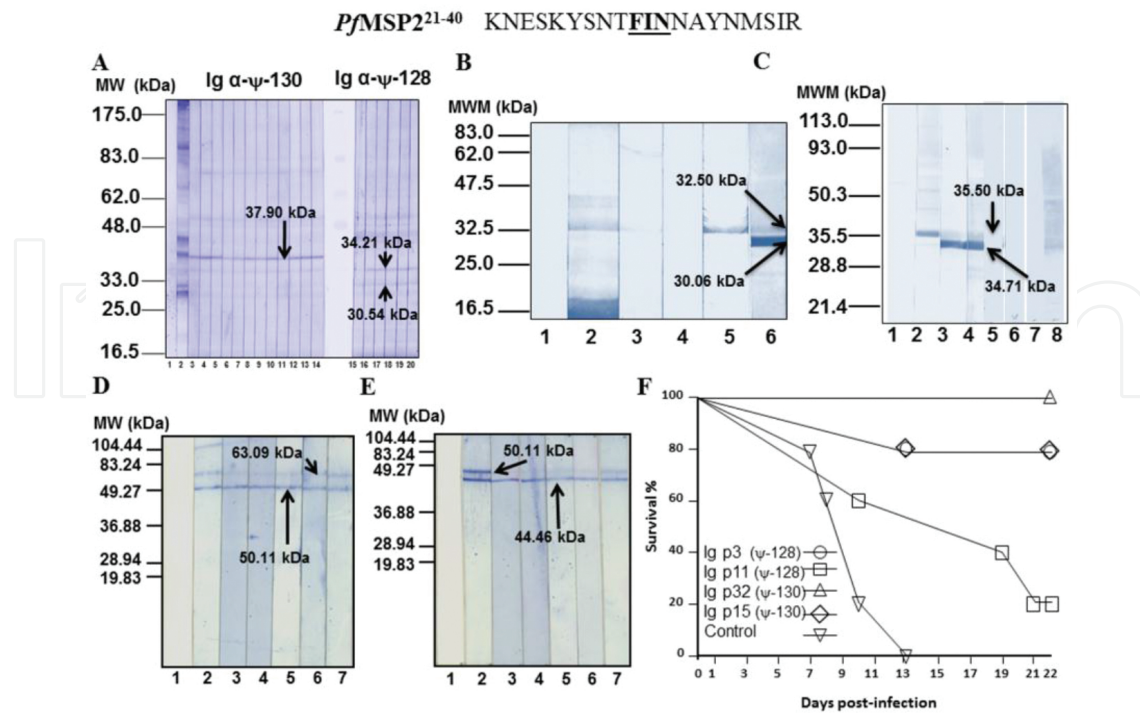 PfMSP2²¹⁻⁴⁰ KNESKYSNTFINNAYNMSIR
A
MW (kDa)
Ig α-ψ-130
Ig α-ψ-128
175.0
83.0
62.0
48.0
33.0
25.0
16.5
37.90 kDa
34.21 kDa
30.54 kDa
1 2 3 4 5 6 7 8 9 10 11 12 13 14 15 16 17 18 19 20
B
MWM (kDa)
83.0
62.0
47.5
32.5
25.0
16.5
32.50 kDa
30.06 kDa
1 2 3 4 5 6
C
MWM (kDa)
113.0
93.0
50.3
35.5
28.8
21.4
35.50 kDa
34.71 kDa
1 2 3 4 5 6 7 8
D
MW (kDa)
104.44
83.24
49.27
36.88
28.94
19.83
63.09 kDa
50.11 kDa
1 2 3 4 5 6 7
E
MW (kDa)
104.44
83.24
49.27
36.88
28.94
19.83
50.11 kDa
44.46 kDa
1 2 3 4 5 6 7
F
Survival %
100
80
60
40
20
0
Ig p3 (ψ-128)
Ig p11 (ψ-128)
Ig p32 (ψ-130)
Ig p15 (ψ-130)
Control
0 1 3 5 7 9 11 13 15 17 19 21 22
Days post-infection